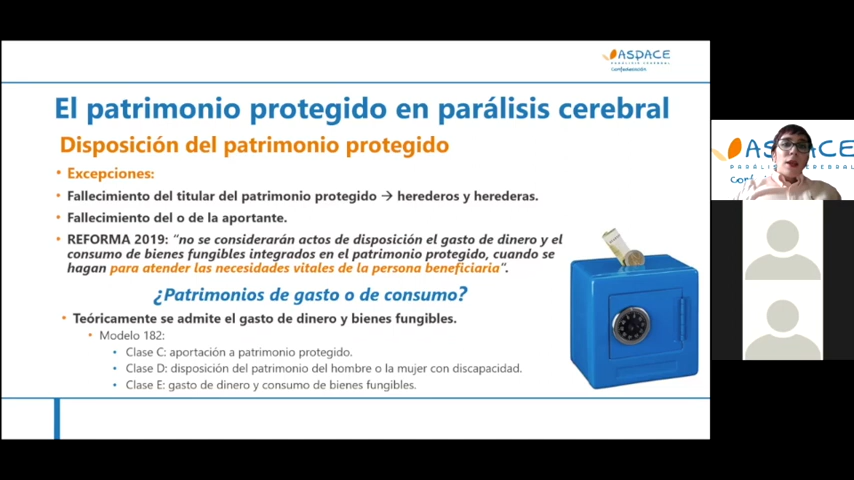 ASPACE
PARÁLISIS CEREBRAL
Confederación
El patrimonio protegido en parálisis cerebral
Disposición del patrimonio protegido
• Excepciones:
• Fallecimiento del titular del patrimonio protegido → herederos y herederas.
• Fallecimiento del o de la aportante.
• REFORMA 2019: “no se considerarán actos de disposición el gasto de dinero y el
consumo de bienes fungibles integrados en el patrimonio protegido, cuando se
hagan para atender las necesidades vitales de la persona beneficiaria”.
¿Patrimonios de gasto o de consumo?
• Teóricamente se admite el gasto de dinero y bienes fungibles.
• Modelo 182:
• Clase C: aportación a patrimonio protegido.
• Clase D: disposición del patrimonio del hombre o la mujer con discapacidad.
• Clase E: gasto de dinero y consumo de bienes fungibles.